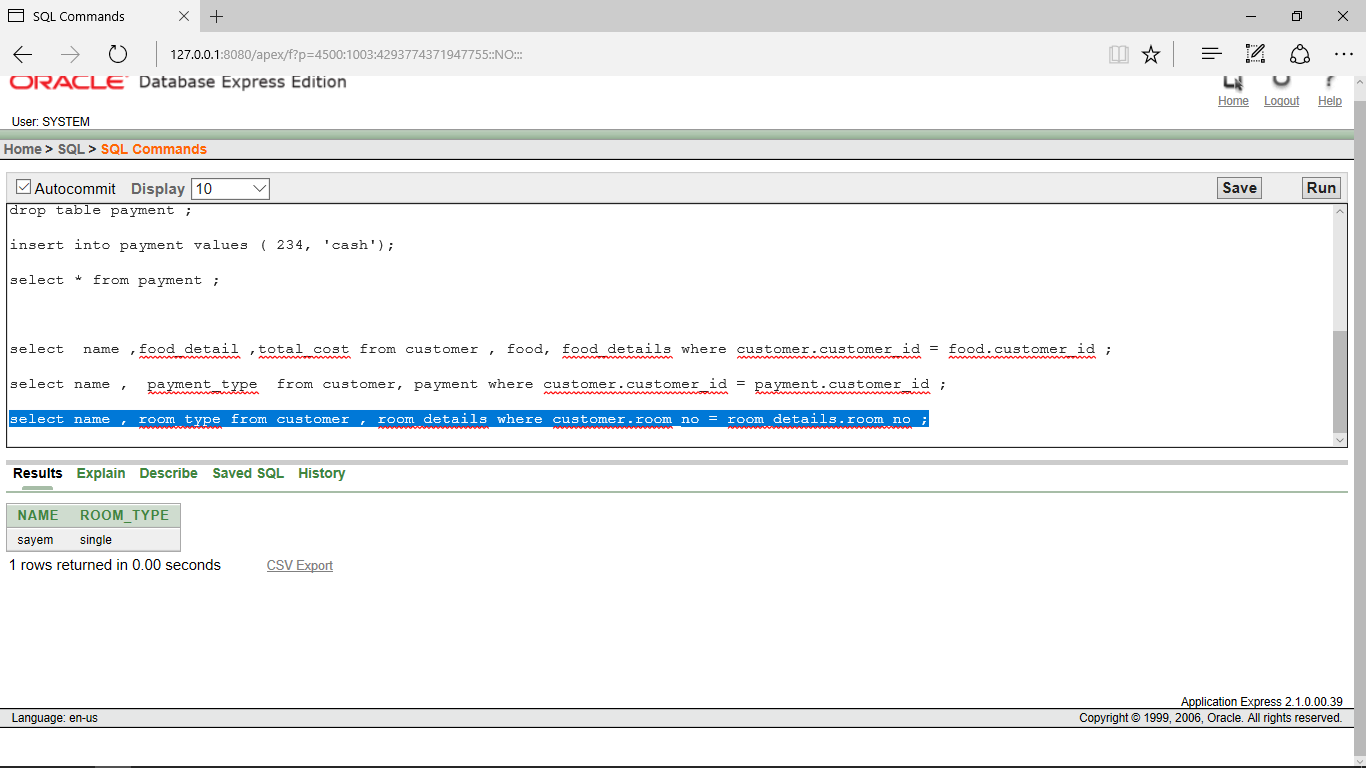 SQL Commands
127.0.0.1:8080/apex/f?p=4500:1003:4293774371947755::NO:::
ORACLE Database Express Edition
Home Logout Help
User: SYSTEM
Home > SQL > SQL Commands
Autocommit Display 10 Save Run
drop table payment ;
insert into payment values ( 234, 'cash');
select * from payment ;
select name ,food_detail ,total_cost from customer , food, food_details where customer.customer_id = food.customer_id ;
select name , payment_type from customer, payment where customer.customer_id = payment.customer_id ;
select name , room_type from customer , room_details where customer.room_no = room_details.room_no ;
Results Explain Describe Saved SQL History
NAME ROOM_TYPE
sayem single
1 rows returned in 0.00 seconds CSV Export
Application Express 2.1.0.00.39
Language: en-us Copyright © 1999, 2006, Oracle. All rights reserved.